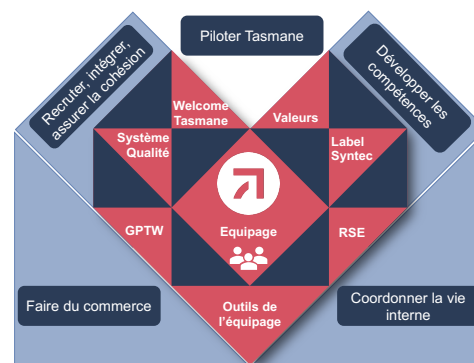 Piloter Tasmane
Recruter, intégrer,
assurer la cohésion
Développer les
compétences
Welcome
Tasmane
Valeurs
Système
Qualité
Label
Syntec
GPTW
Equipage
RSE
Faire du commerce
Outils de
l'équipage
Coordonner la vie
interne